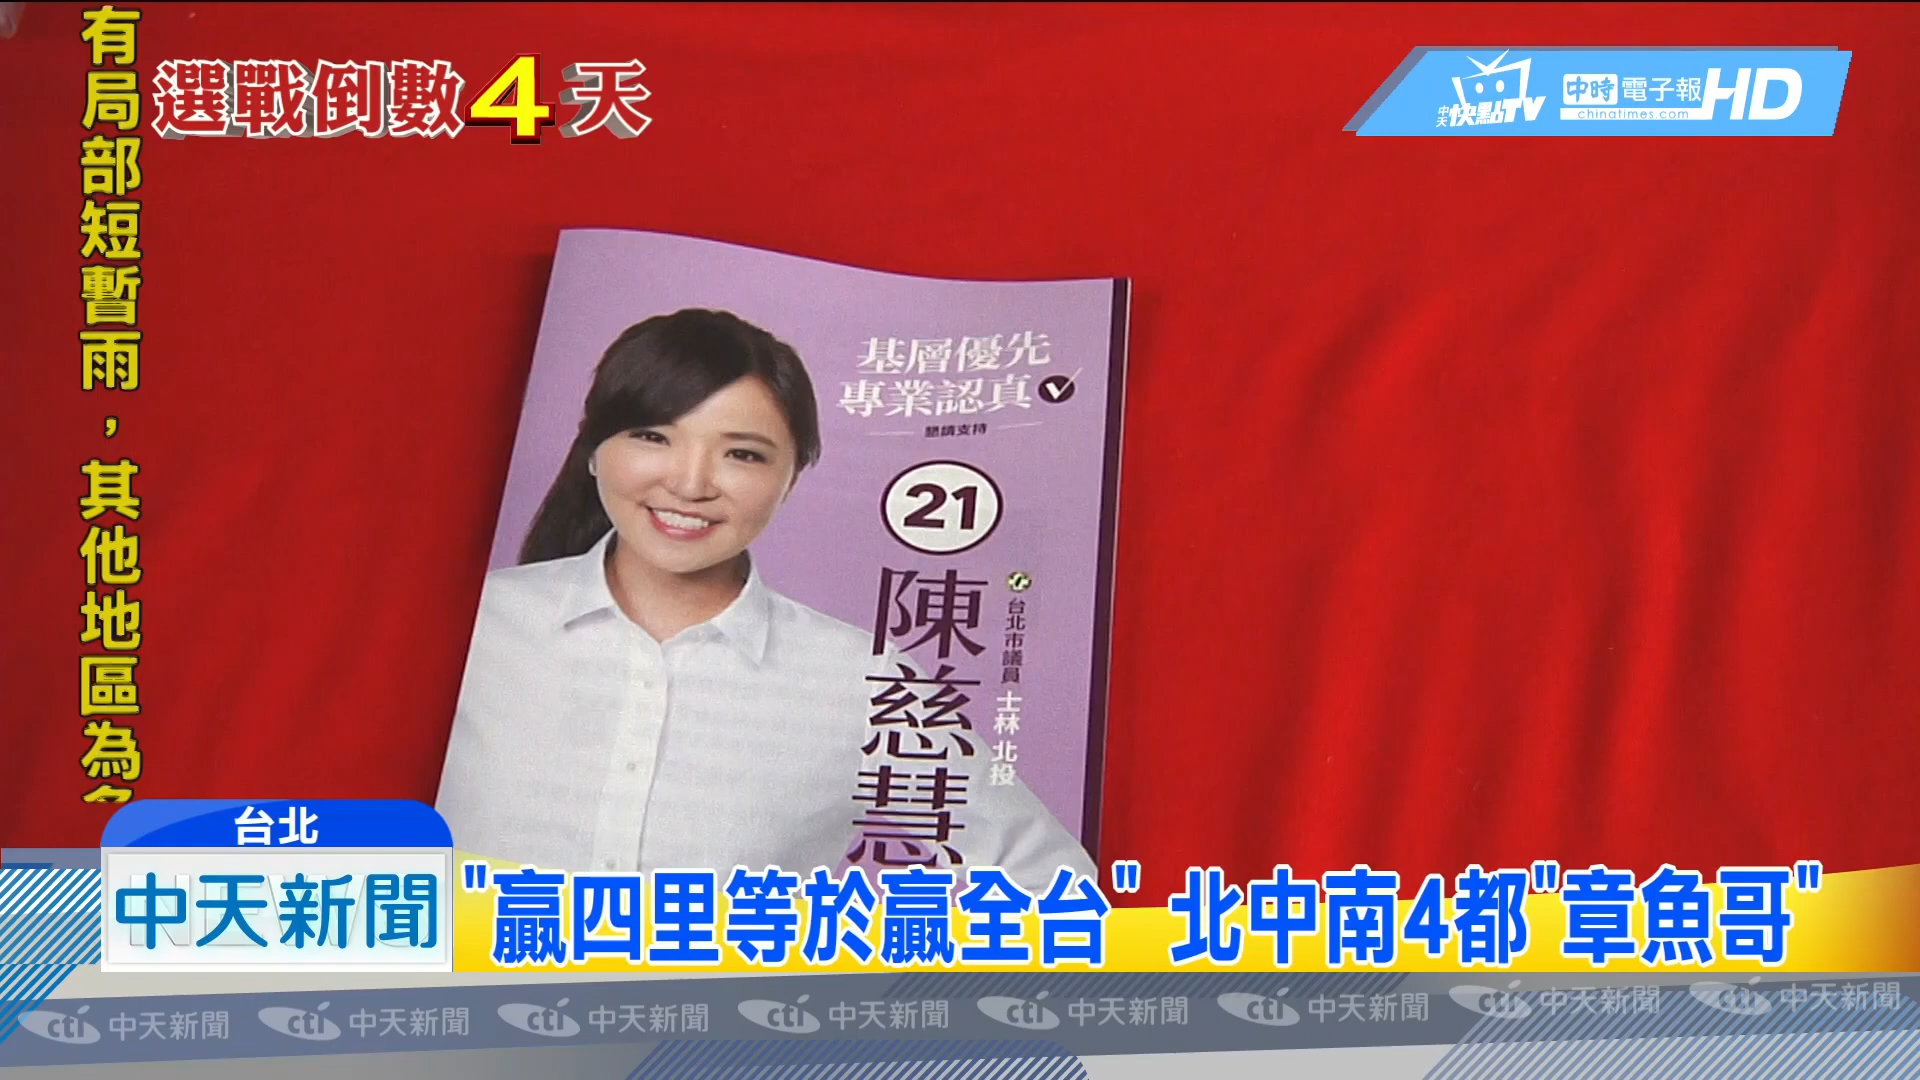 有局部短暫雨，其他地區為多
選戰倒數4天
中天快點TV
中時電子報HD
chinatimes.com
基層優先
專業認真
懇請支持
21
陳慈慧
台北市議員 士林 北投
台北
中天新聞
"贏四里等於贏全台" 北中南4都"章魚哥"
cti 中天新聞 cti 中天新聞 cti 中天新聞 cti 中天新聞 cti 中天新聞 cti 中天新聞 cti 中天新聞 cti 中天新聞